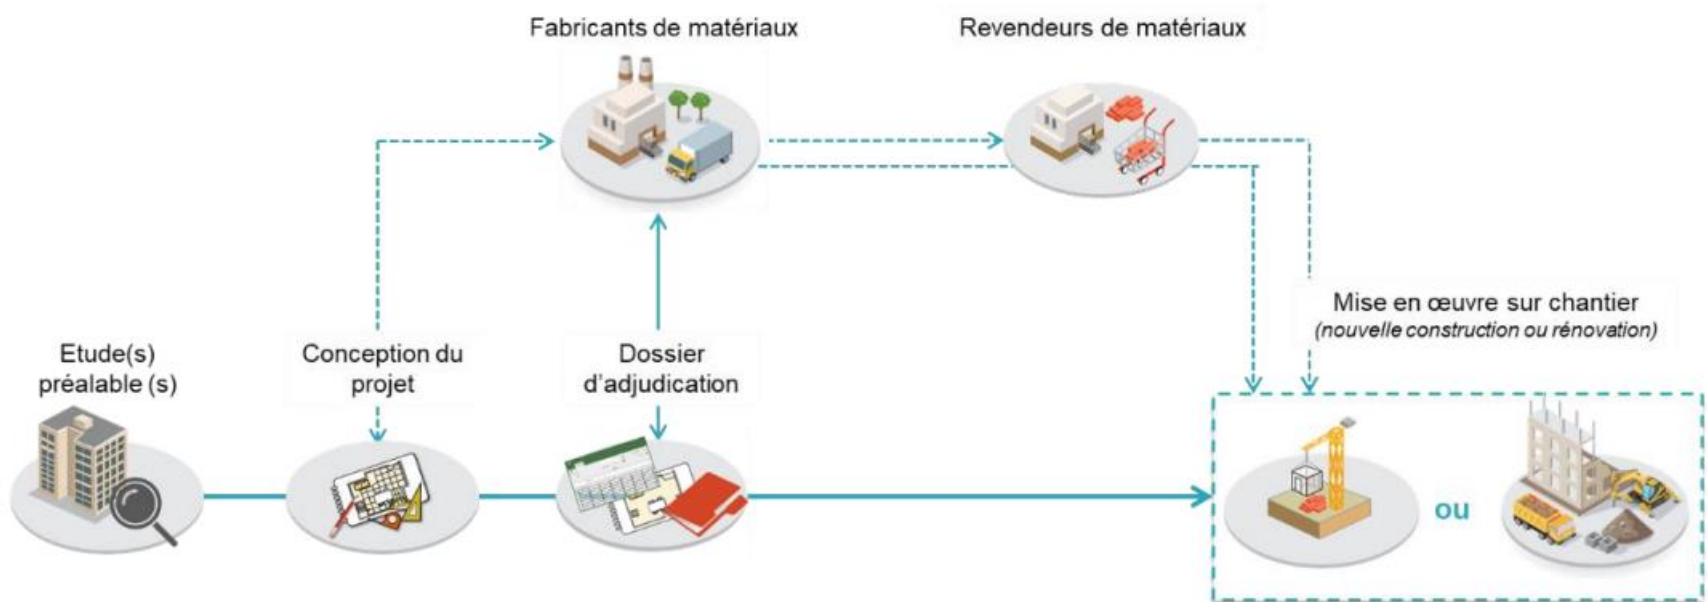 Fabricants de matériaux
Revendeurs de matériaux
Mise en œuvre sur chantier
(nouvelle construction ou rénovation)
Etude(s)
préalable (s)
Conception du
projet
Dossier
d'adjudication
ou